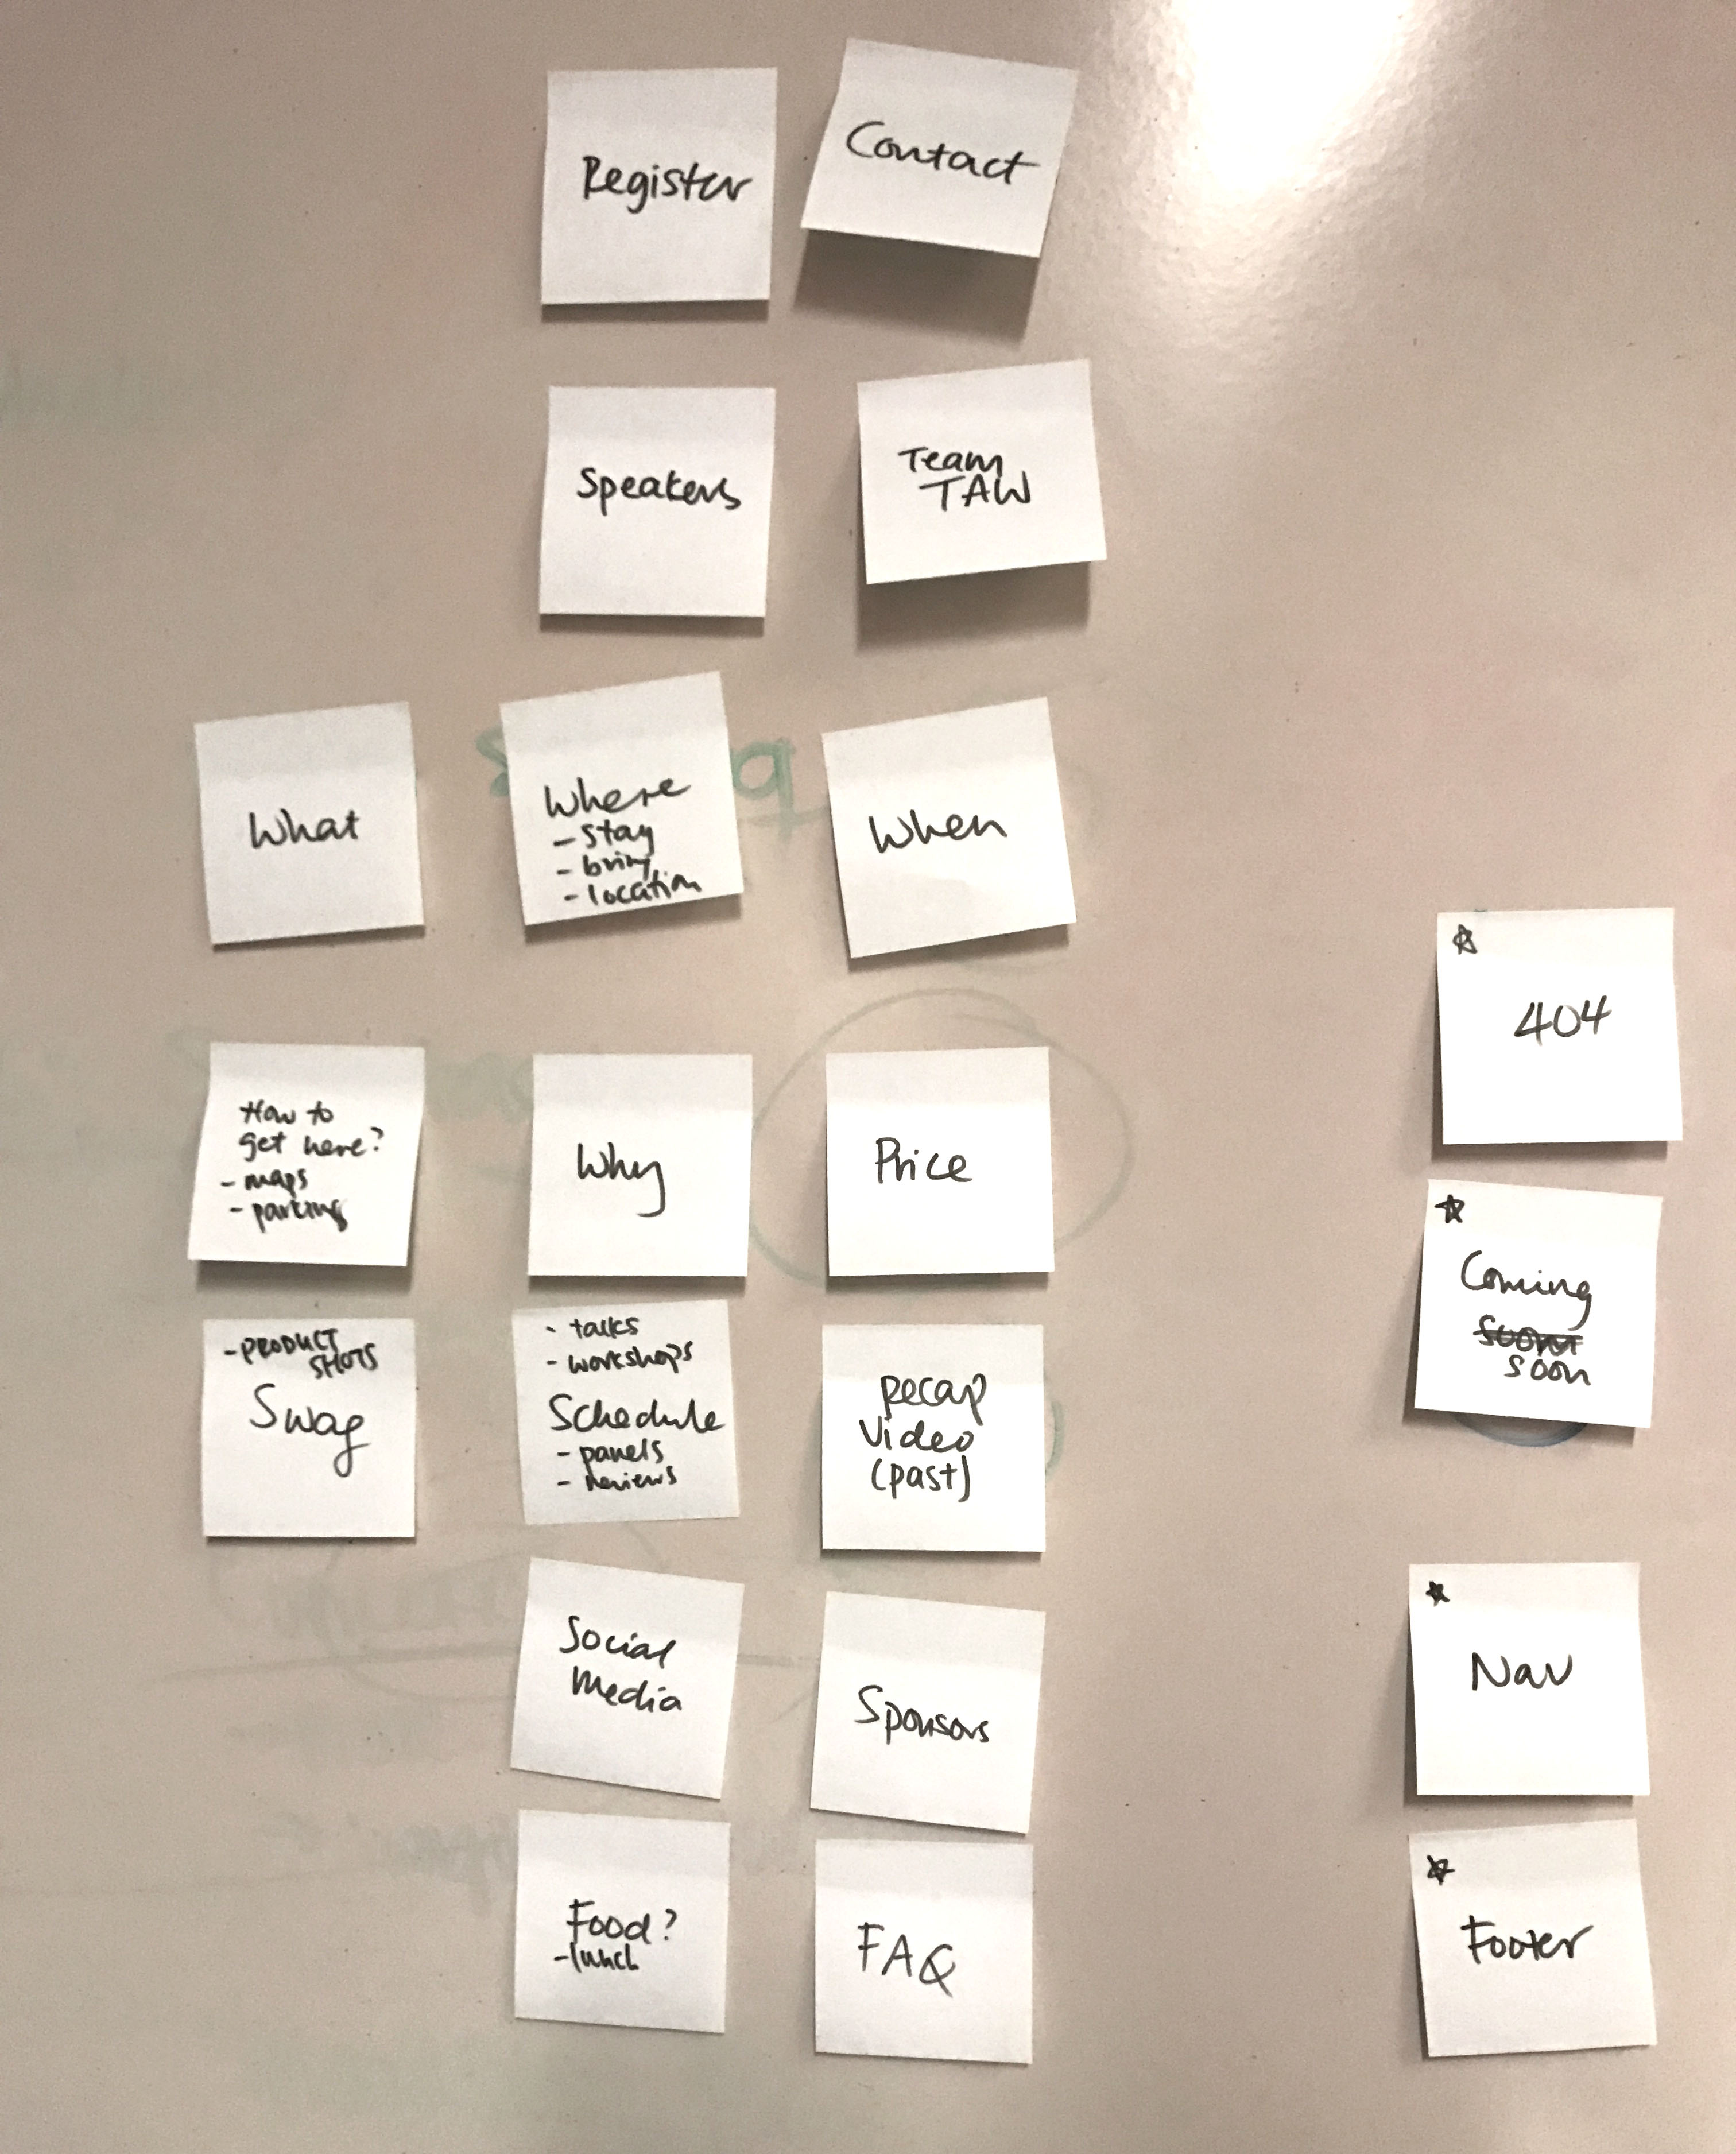 Register
Contact
Speakers
Team
TAW
What
Where
- stay
- bring
- location
When
How to
get here?
- maps
- parking
Why
Price
- PRODUCT
SHOTS
Swag
- talks
- workshops
Schedule
- panels
- reviews
Recap
Video
(past)
Social
Media
Sponsors
Food?
- lunch
FAQ
404
Coming
soon
Nav
Footer